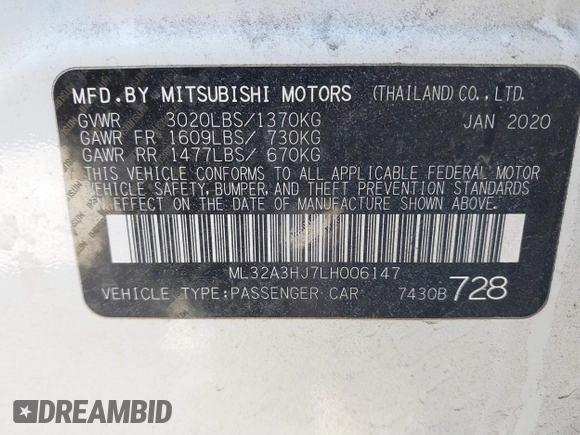 MFD.BY MITSUBISHI MOTORS (THAILAND) CO.,LTD.
GVWR 3020LBS/1370KG JAN 2020
GAWR FR 1609LBS/ 730KG
GAWR RR 1477LBS/ 670KG
THIS VEHICLE CONFORMS TO ALL APPLICABLE FEDERAL MOTOR
VEHICLE SAFETY, BUMPER, AND THEFT PREVENTION STANDARDS
IN EFFECT ON THE DATE OF MANUFACTURE SHOWN ABOVE.
ML32A3HJ7LH006147
VEHICLE TYPE:PASSENGER CAR 7430B 728
DREAMBID